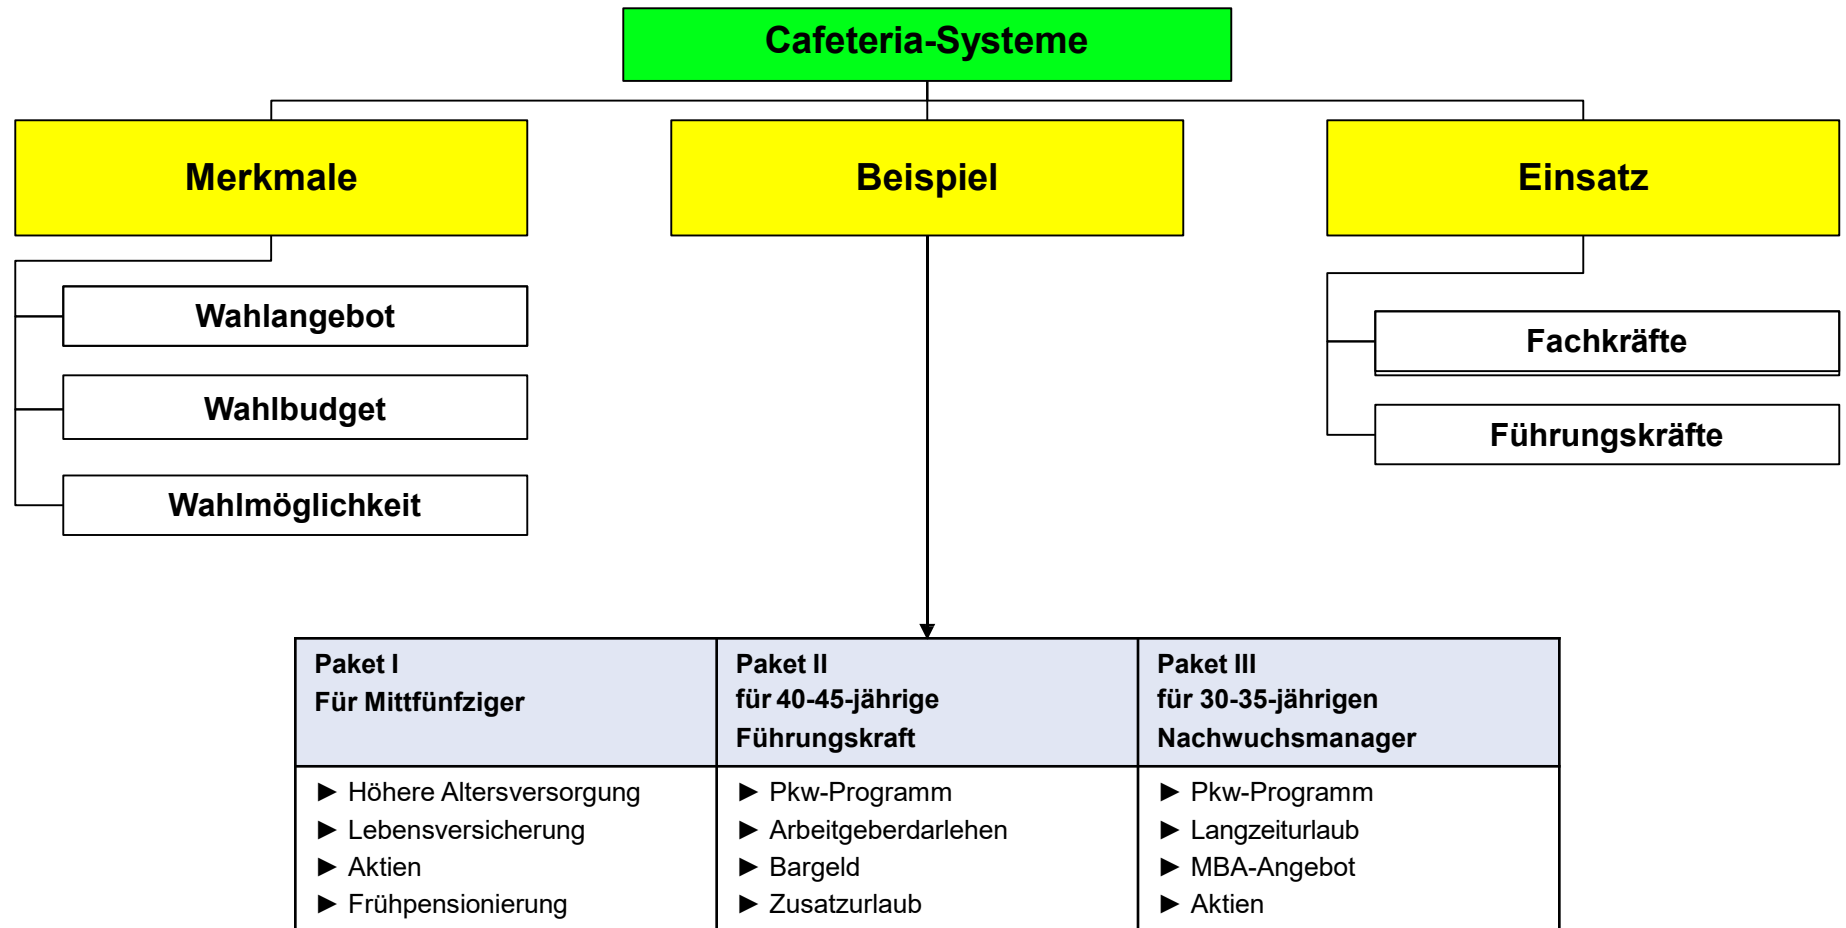 Cafeteria-Systeme
Merkmale
Beispiel
Einsatz
Wahlangebot
Wahlbudget
Wahlmöglichkeit
Fachkräfte
Führungskräfte
Paket I
Für Mittfünfziger
Paket II
für 40-45-jährige
Führungskraft
Paket III
für 30-35-jährigen
Nachwuchsmanager
► Höhere Altersversorgung
► Lebensversicherung
► Aktien
► Frühpensionierung
► Pkw-Programm
► Arbeitgeberdarlehen
► Bargeld
► Zusatzurlaub
► Pkw-Programm
► Langzeiturlaub
► MBA-Angebot
► Aktien